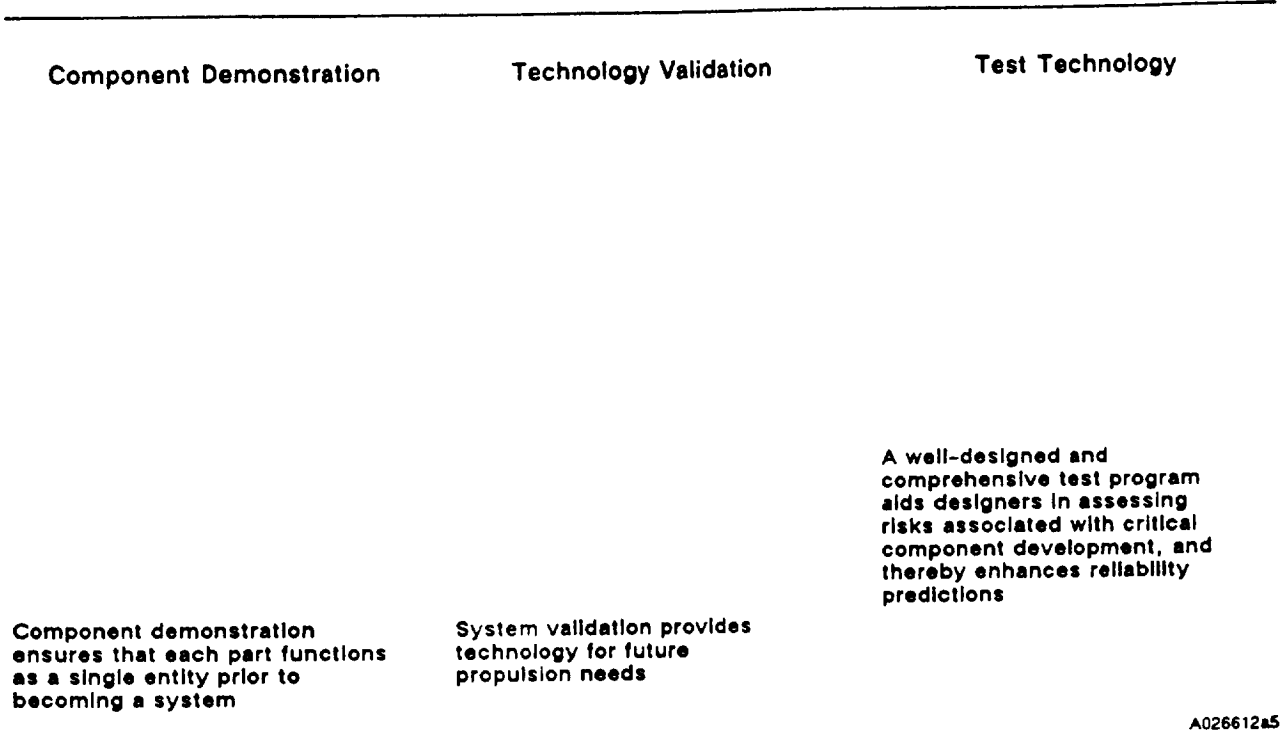 Component Demonstration
Technology Validation
Test Technology
Component demonstration
ensures that each part functions
as a single entity prior to
becoming a system
System validation provides
technology for future
propulsion needs
A well-designed and
comprehensive test program
aids designers in assessing
risks associated with critical
component development, and
thereby enhances reliability
predictions
A026612a5